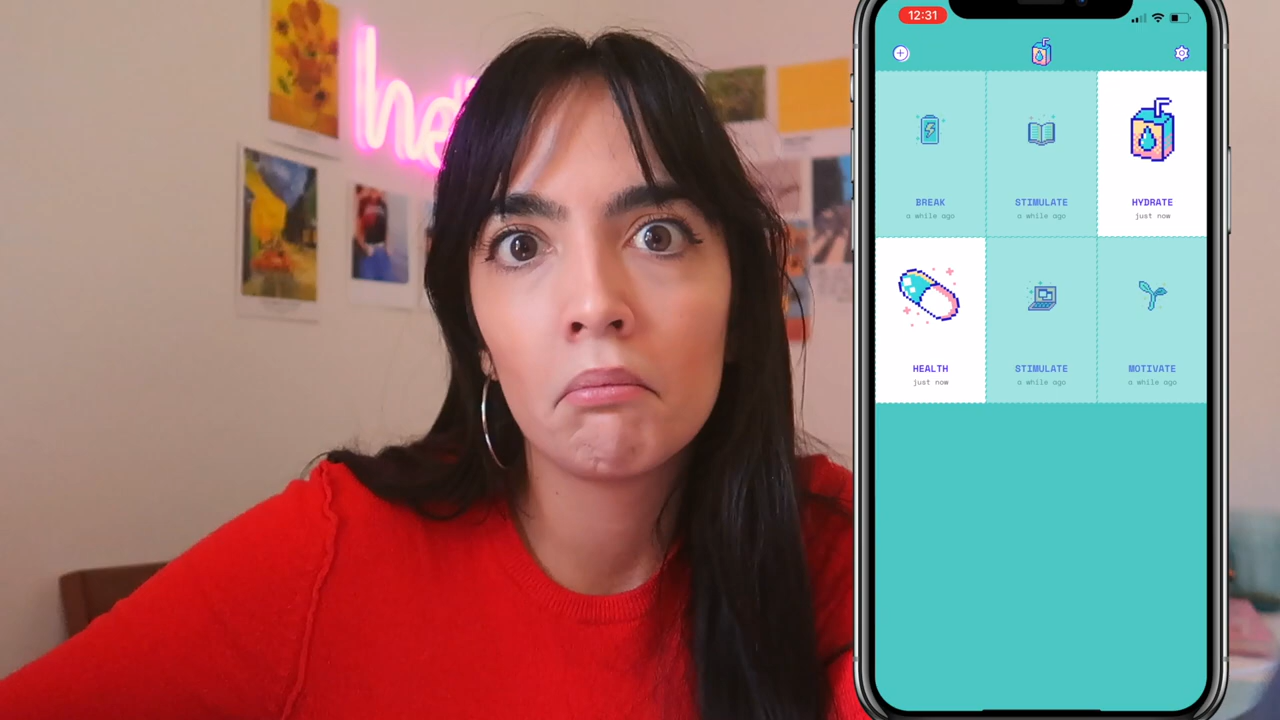 12:31
BREAK
a while ago
STIMULATE
a while ago
HYDRATE
just now
HEALTH
just now
STIMULATE
a while ago
MOTIVATE
a while ago